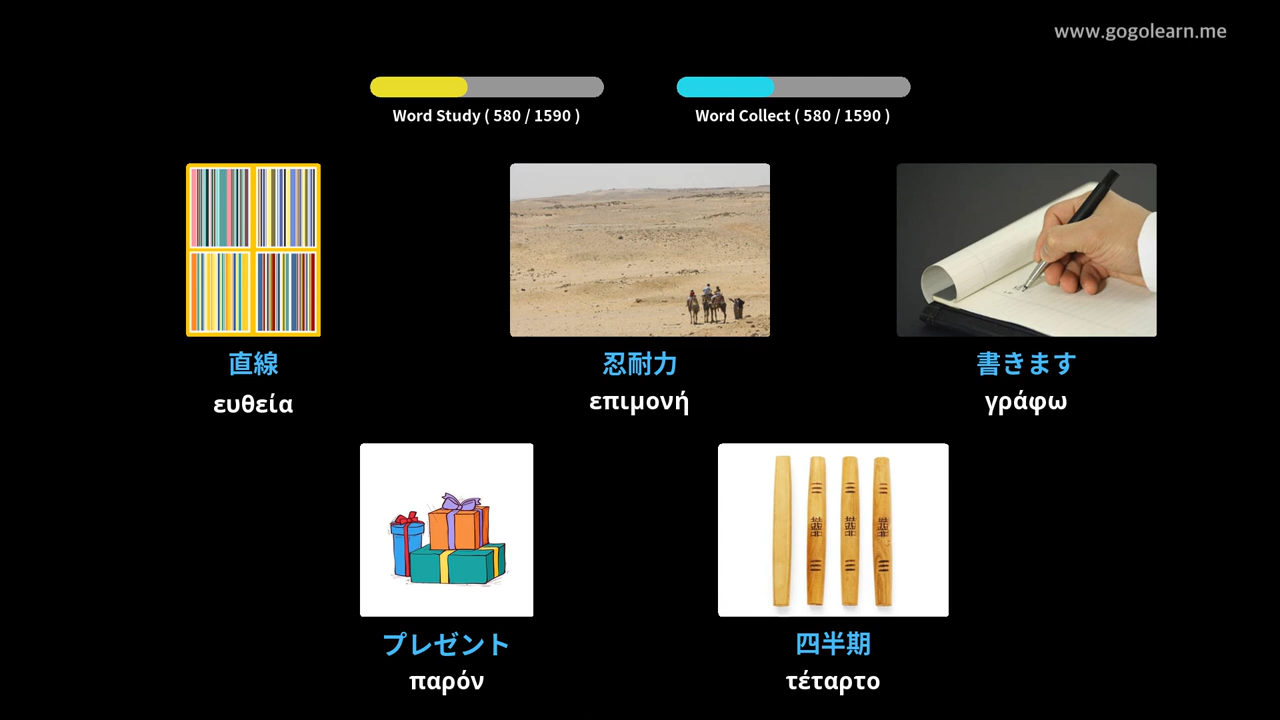 www.gogolearn.me
Word Study ( 580 / 1590 )
Word Collect ( 580 / 1590 )
直線
ευθεία
忍耐力
επιμονή
書きます
γράφω
プレゼント
παρόν
四半期
τέταρτο